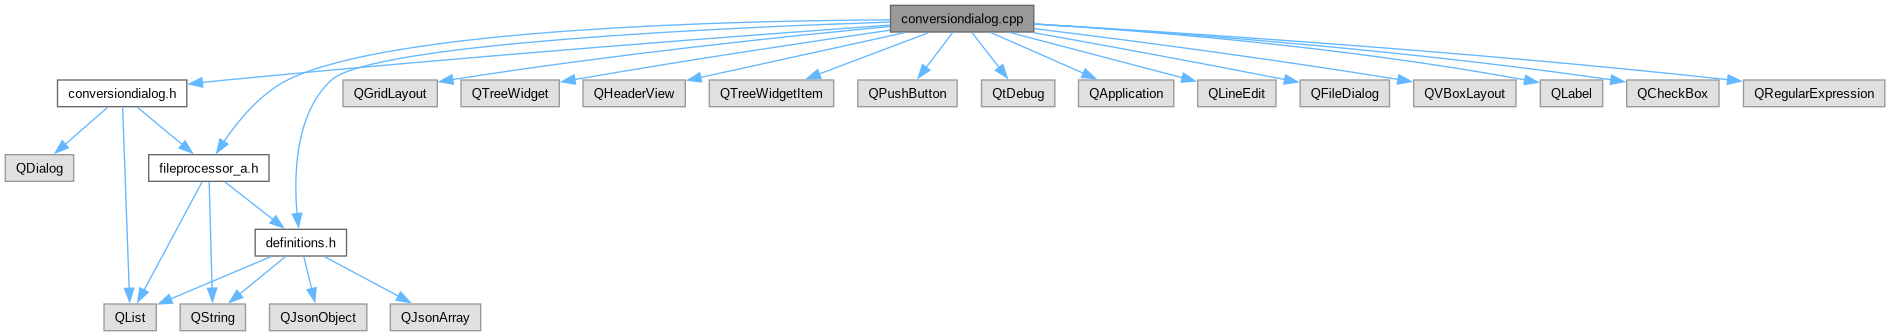 conversiondialog.cpp
conversiondialog.h
QGridLayout
QTreeWidget
QHeaderView
QTreeWidgetItem
QPushButton
QtDebug
QApplication
QLineEdit
QFileDialog
QVBoxLayout
QLabel
QCheckBox
QRegularExpression
QDialog
fileprocessor_a.h
definitions.h
QList
QString
QJsonObject
QJsonArray